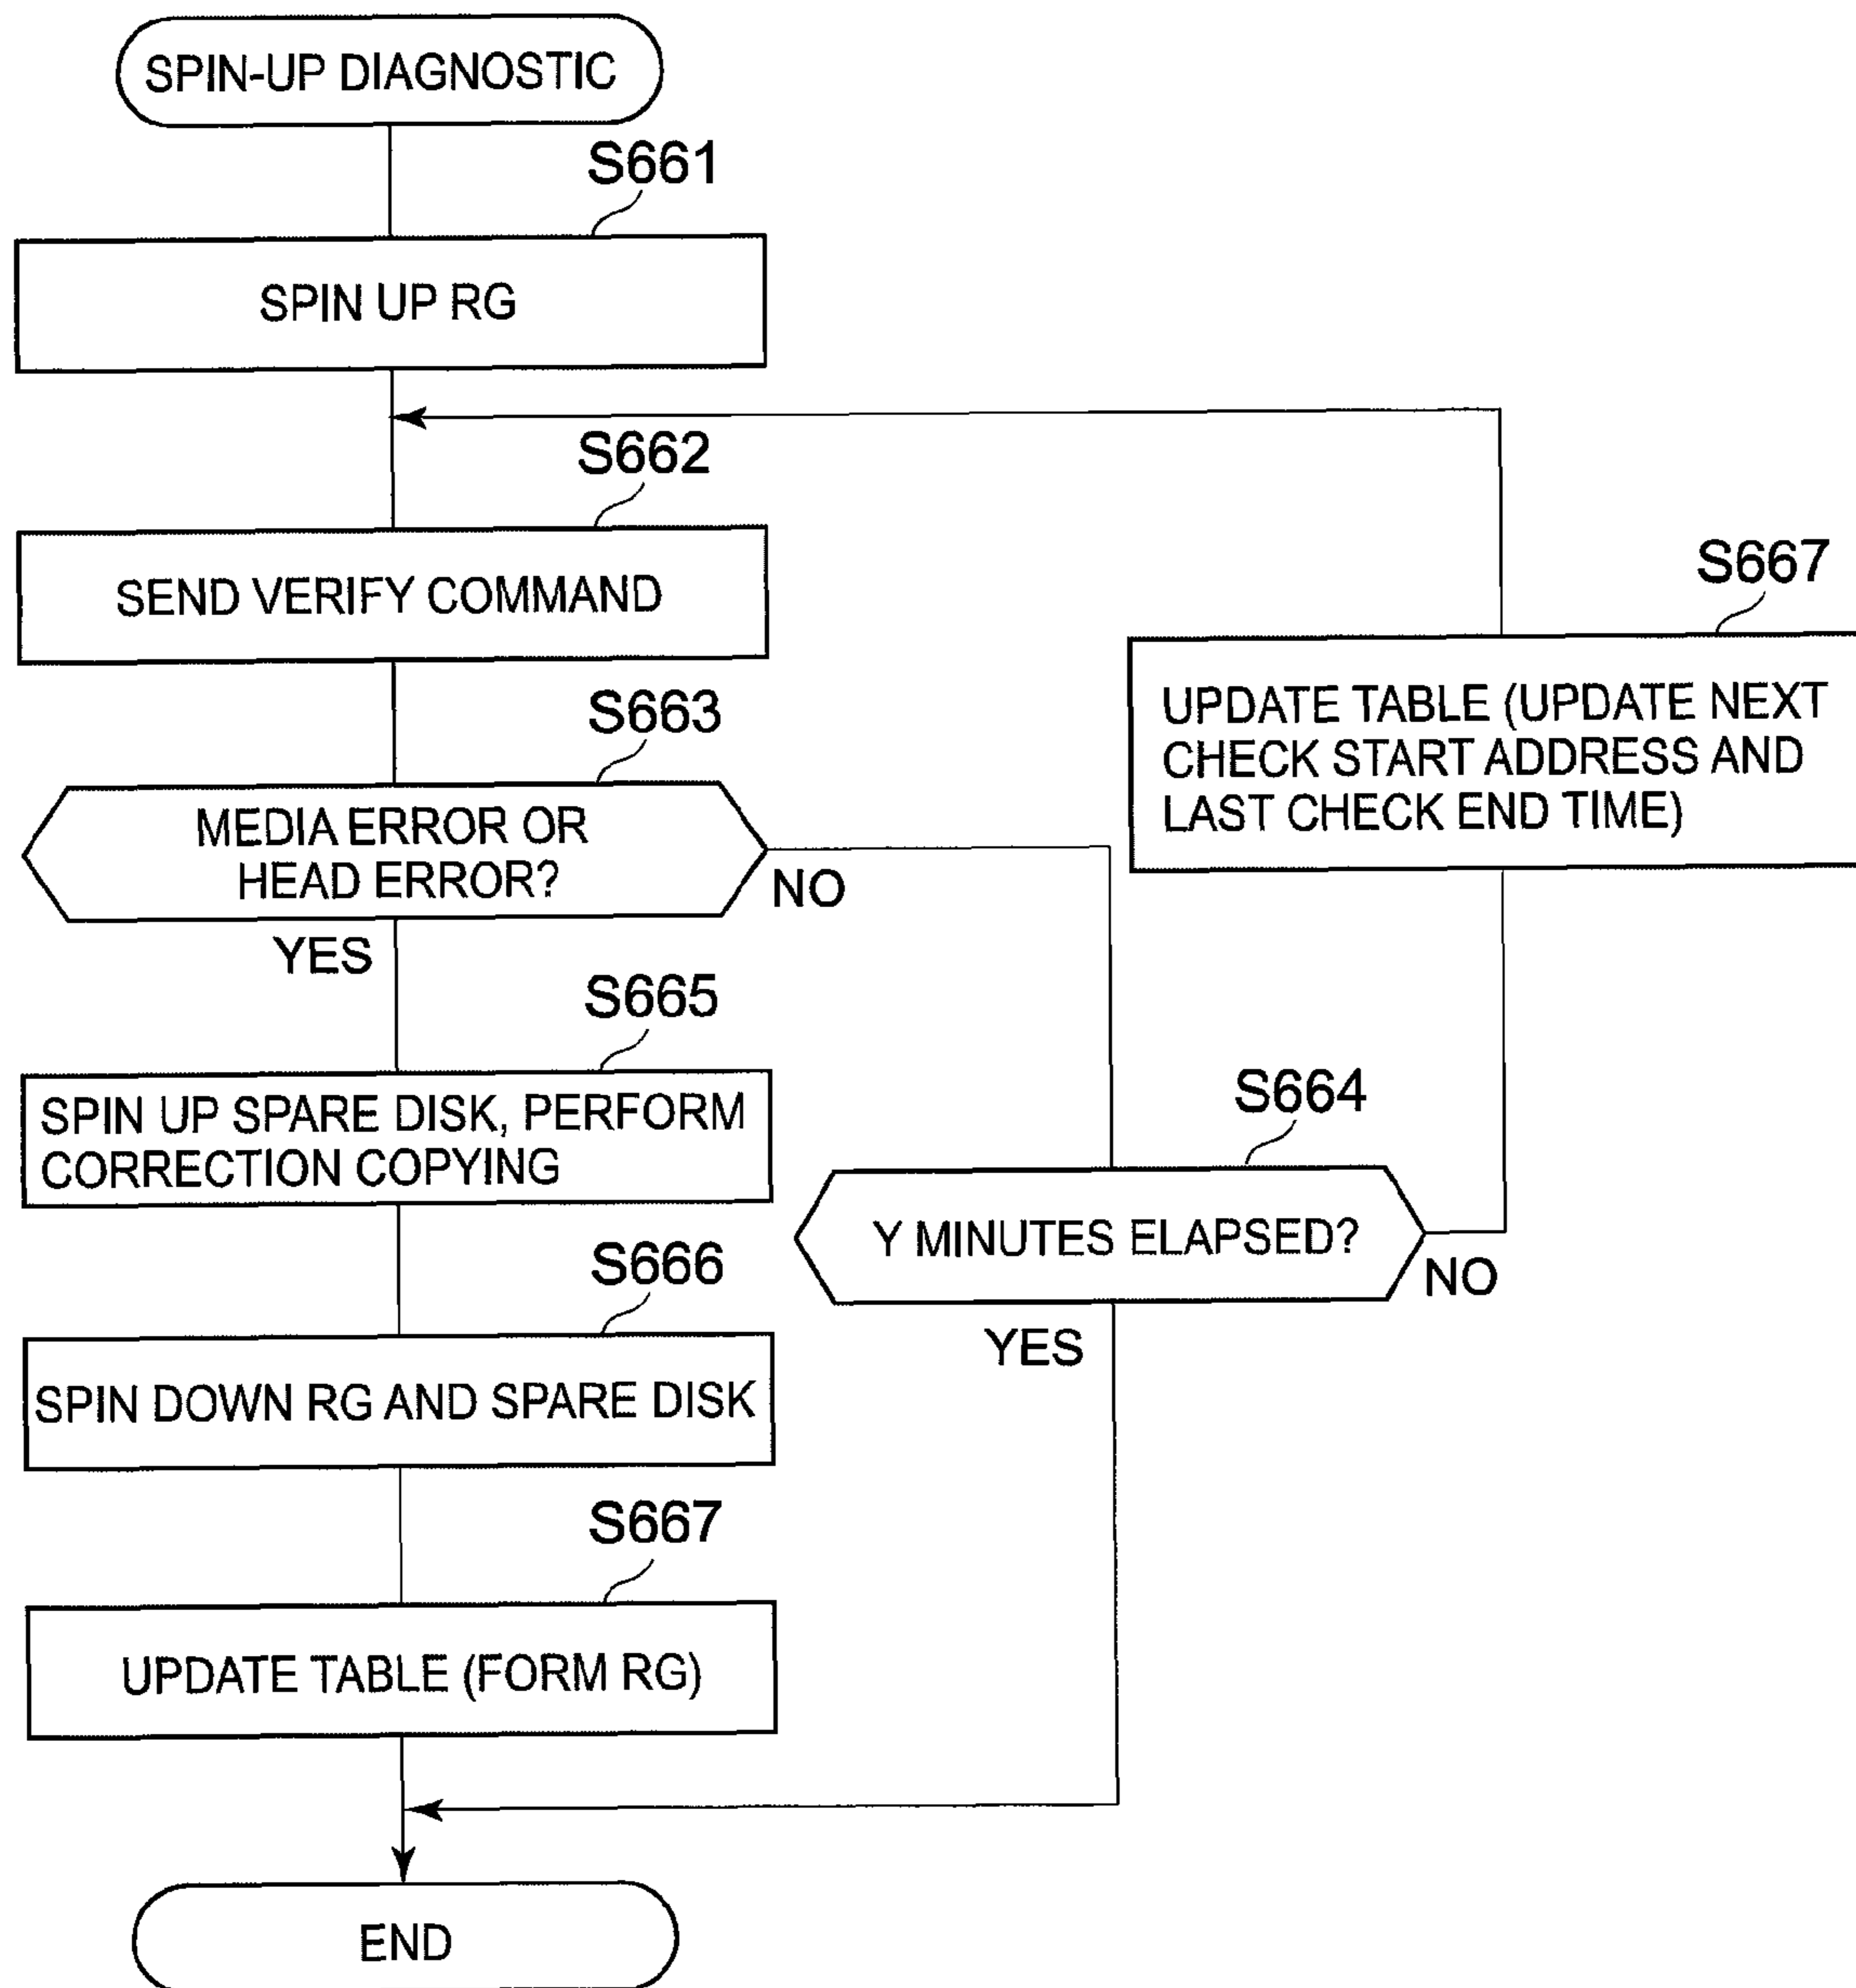 SPIN-UP DIAGNOSTIC
S661
SPIN UP RG
S662
SEND VERIFY COMMAND
S663
MEDIA ERROR OR
HEAD ERROR?
NO
YES
S667
UPDATE TABLE (UPDATE NEXT
CHECK START ADDRESS AND
LAST CHECK END TIME)
S665
SPIN UP SPARE DISK, PERFORM
CORRECTION COPYING
S664
Y MINUTES ELAPSED?
NO
YES
S666
SPIN DOWN RG AND SPARE DISK
S667
UPDATE TABLE (FORM RG)
END